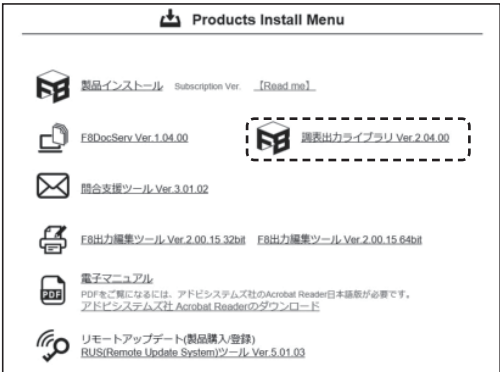 Products Install Menu
製品インストール Subscription Ver. 【Read me】
F8DocServ Ver.1.04.00 調表出力ライブラリ Ver.2.04.00
問合支援ツール Ver.3.01.02
F8出力編集ツール Ver.2.00.15 32bit F8出力編集ツール Ver.2.00.15 64bit
電子マニュアル
PDFをご覧になるには、アドビシステムズ社のAcrobat Reader日本語版が必要です。
アドビシステムズ社 Acrobat Readerのダウンロード
リモートアップデート(製品購入/登録)
RUS(Remote Update System)ツール Ver.5.01.03
F8
F8
PDF